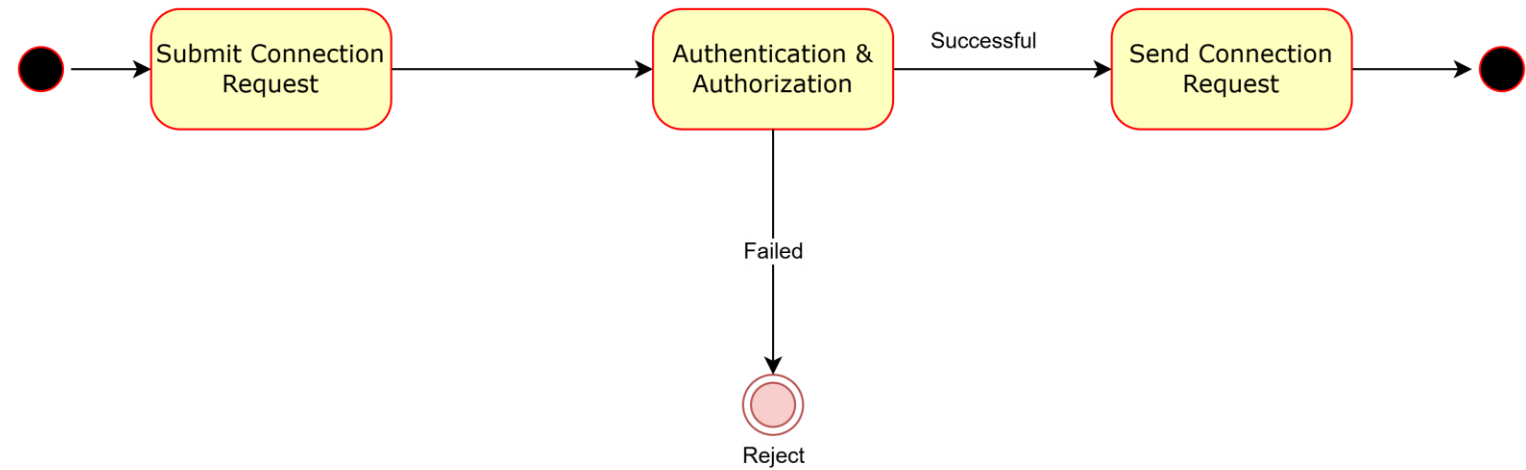 Submit Connection
Request
Authentication &
Authorization
Successful
Send Connection
Request
Failed
Reject